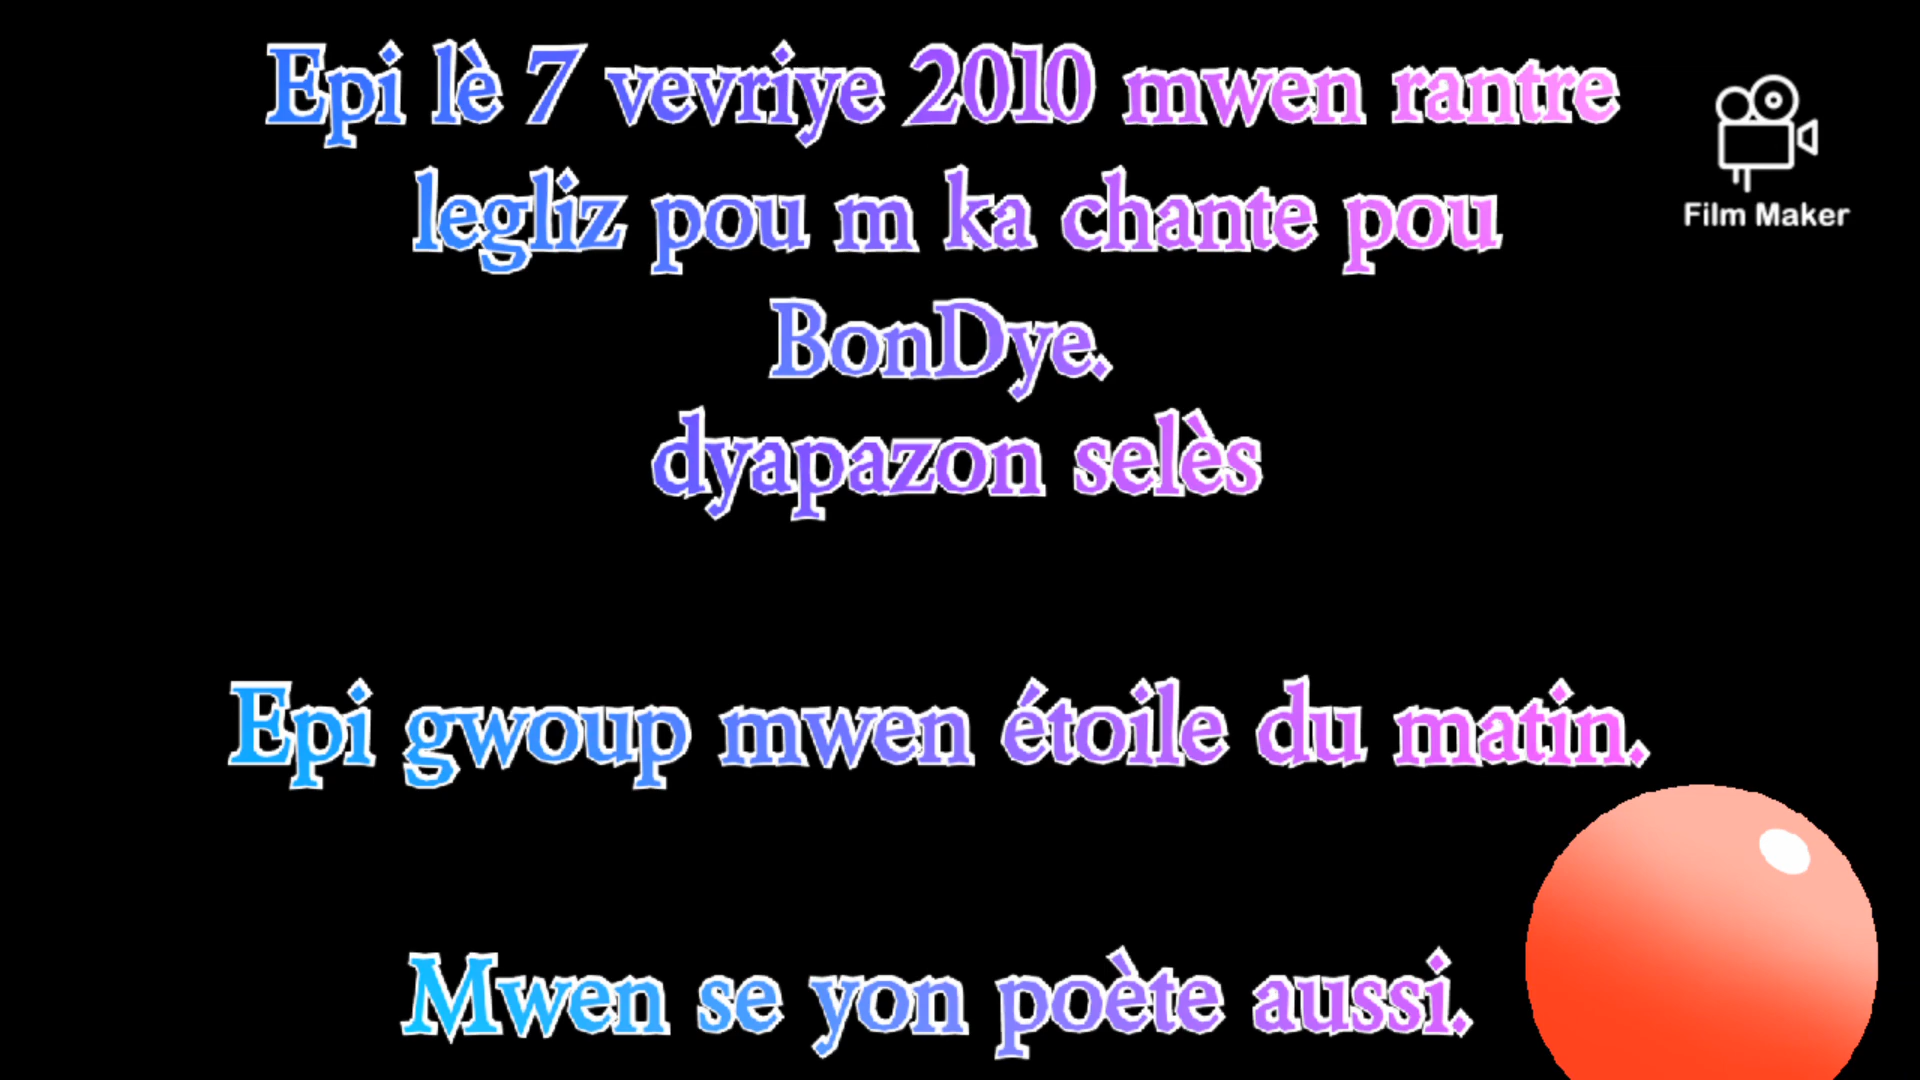 Epi lè 7 vevriye 2010 mwen rantre
legliz pou m ka chante pou
BonDye.
dyapazon selès
Epi gwoup mwen étoile du matin.
Mwen se yon poète aussi.
Film Maker